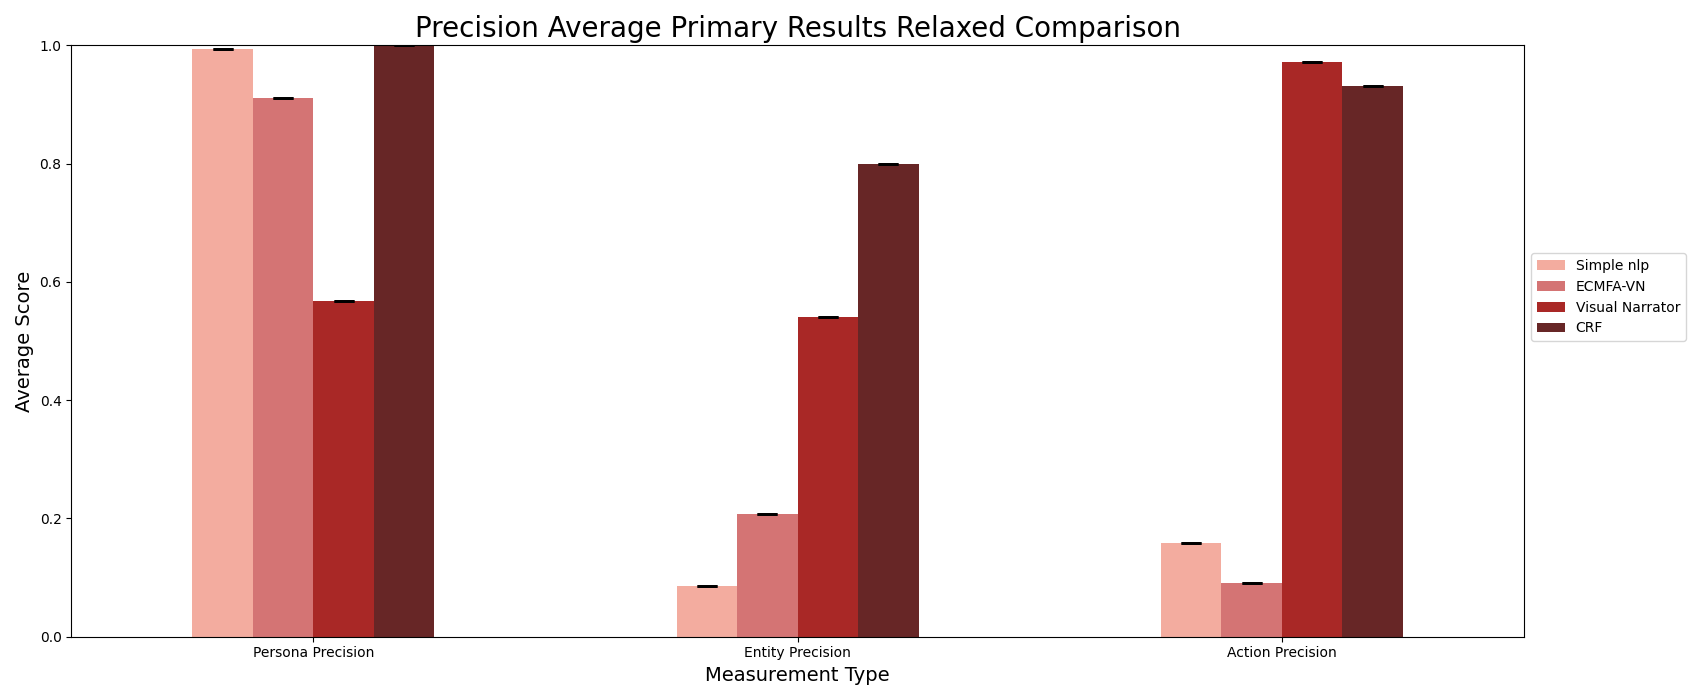 Precision Average Primary Results Relaxed Comparison
Average Score
1.0
0.8
0.6
0.4
0.2
0.0
Persona Precision
Entity Precision
Action Precision
Measurement Type
Simple nlp
ECMFA-VN
Visual Narrator
CRF